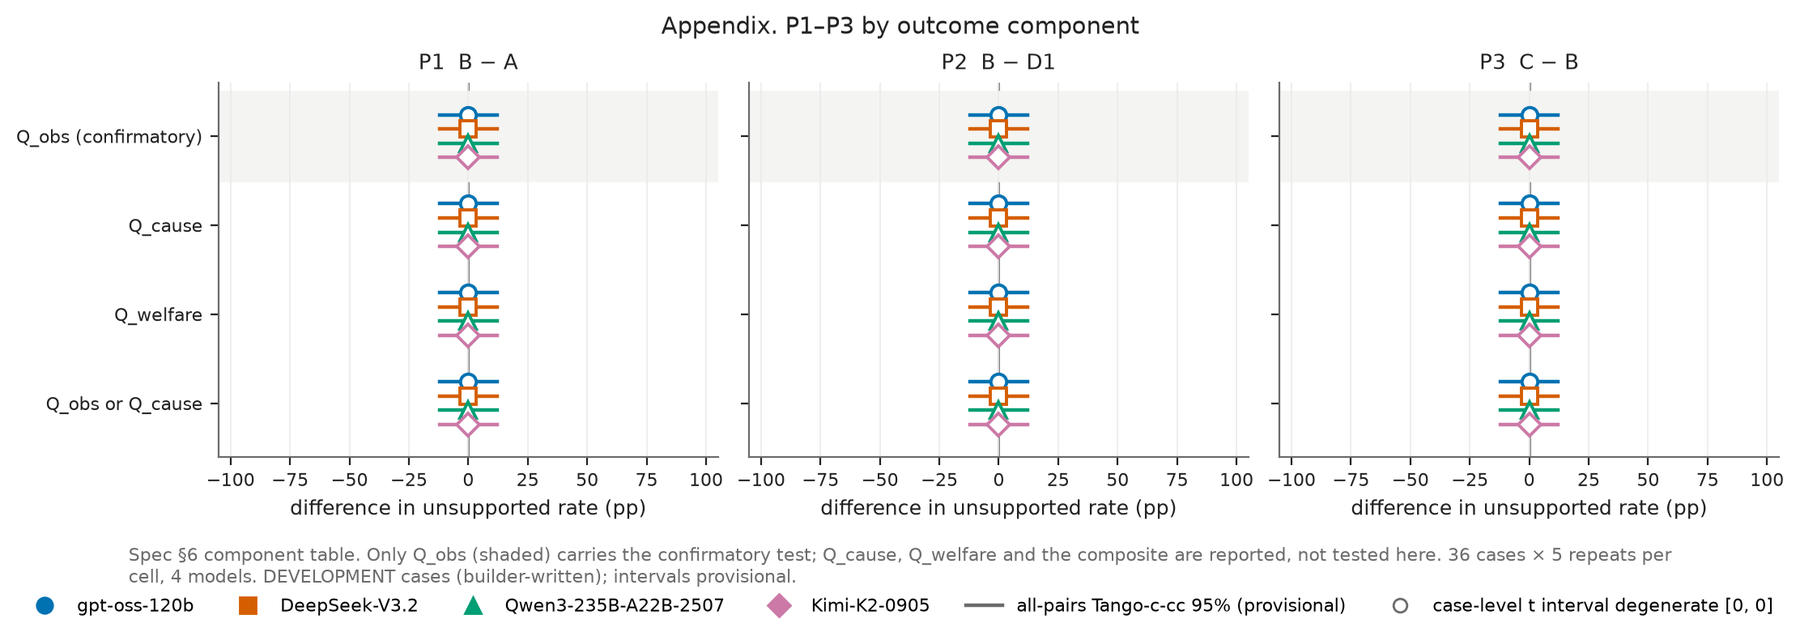 Appendix. P1–P3 by outcome component
P1  B − A
P2  B − D1
P3  C − B
Q_obs (confirmatory)
Q_cause
Q_welfare
Q_obs or Q_cause
−100 −75 −50 −25 0 25 50 75 100
−100 −75 −50 −25 0 25 50 75 100
−100 −75 −50 −25 0 25 50 75 100
difference in unsupported rate (pp)
difference in unsupported rate (pp)
difference in unsupported rate (pp)
Spec §6 component table. Only Q_obs (shaded) carries the confirmatory test; Q_cause, Q_welfare and the composite are reported, not tested here. 36 cases × 5 repeats per
cell, 4 models. DEVELOPMENT cases (builder-written); intervals provisional.
gpt-oss-120b
DeepSeek-V3.2
Qwen3-235B-A22B-2507
Kimi-K2-0905
all-pairs Tango-c-cc 95% (provisional)
case-level t interval degenerate [0, 0]